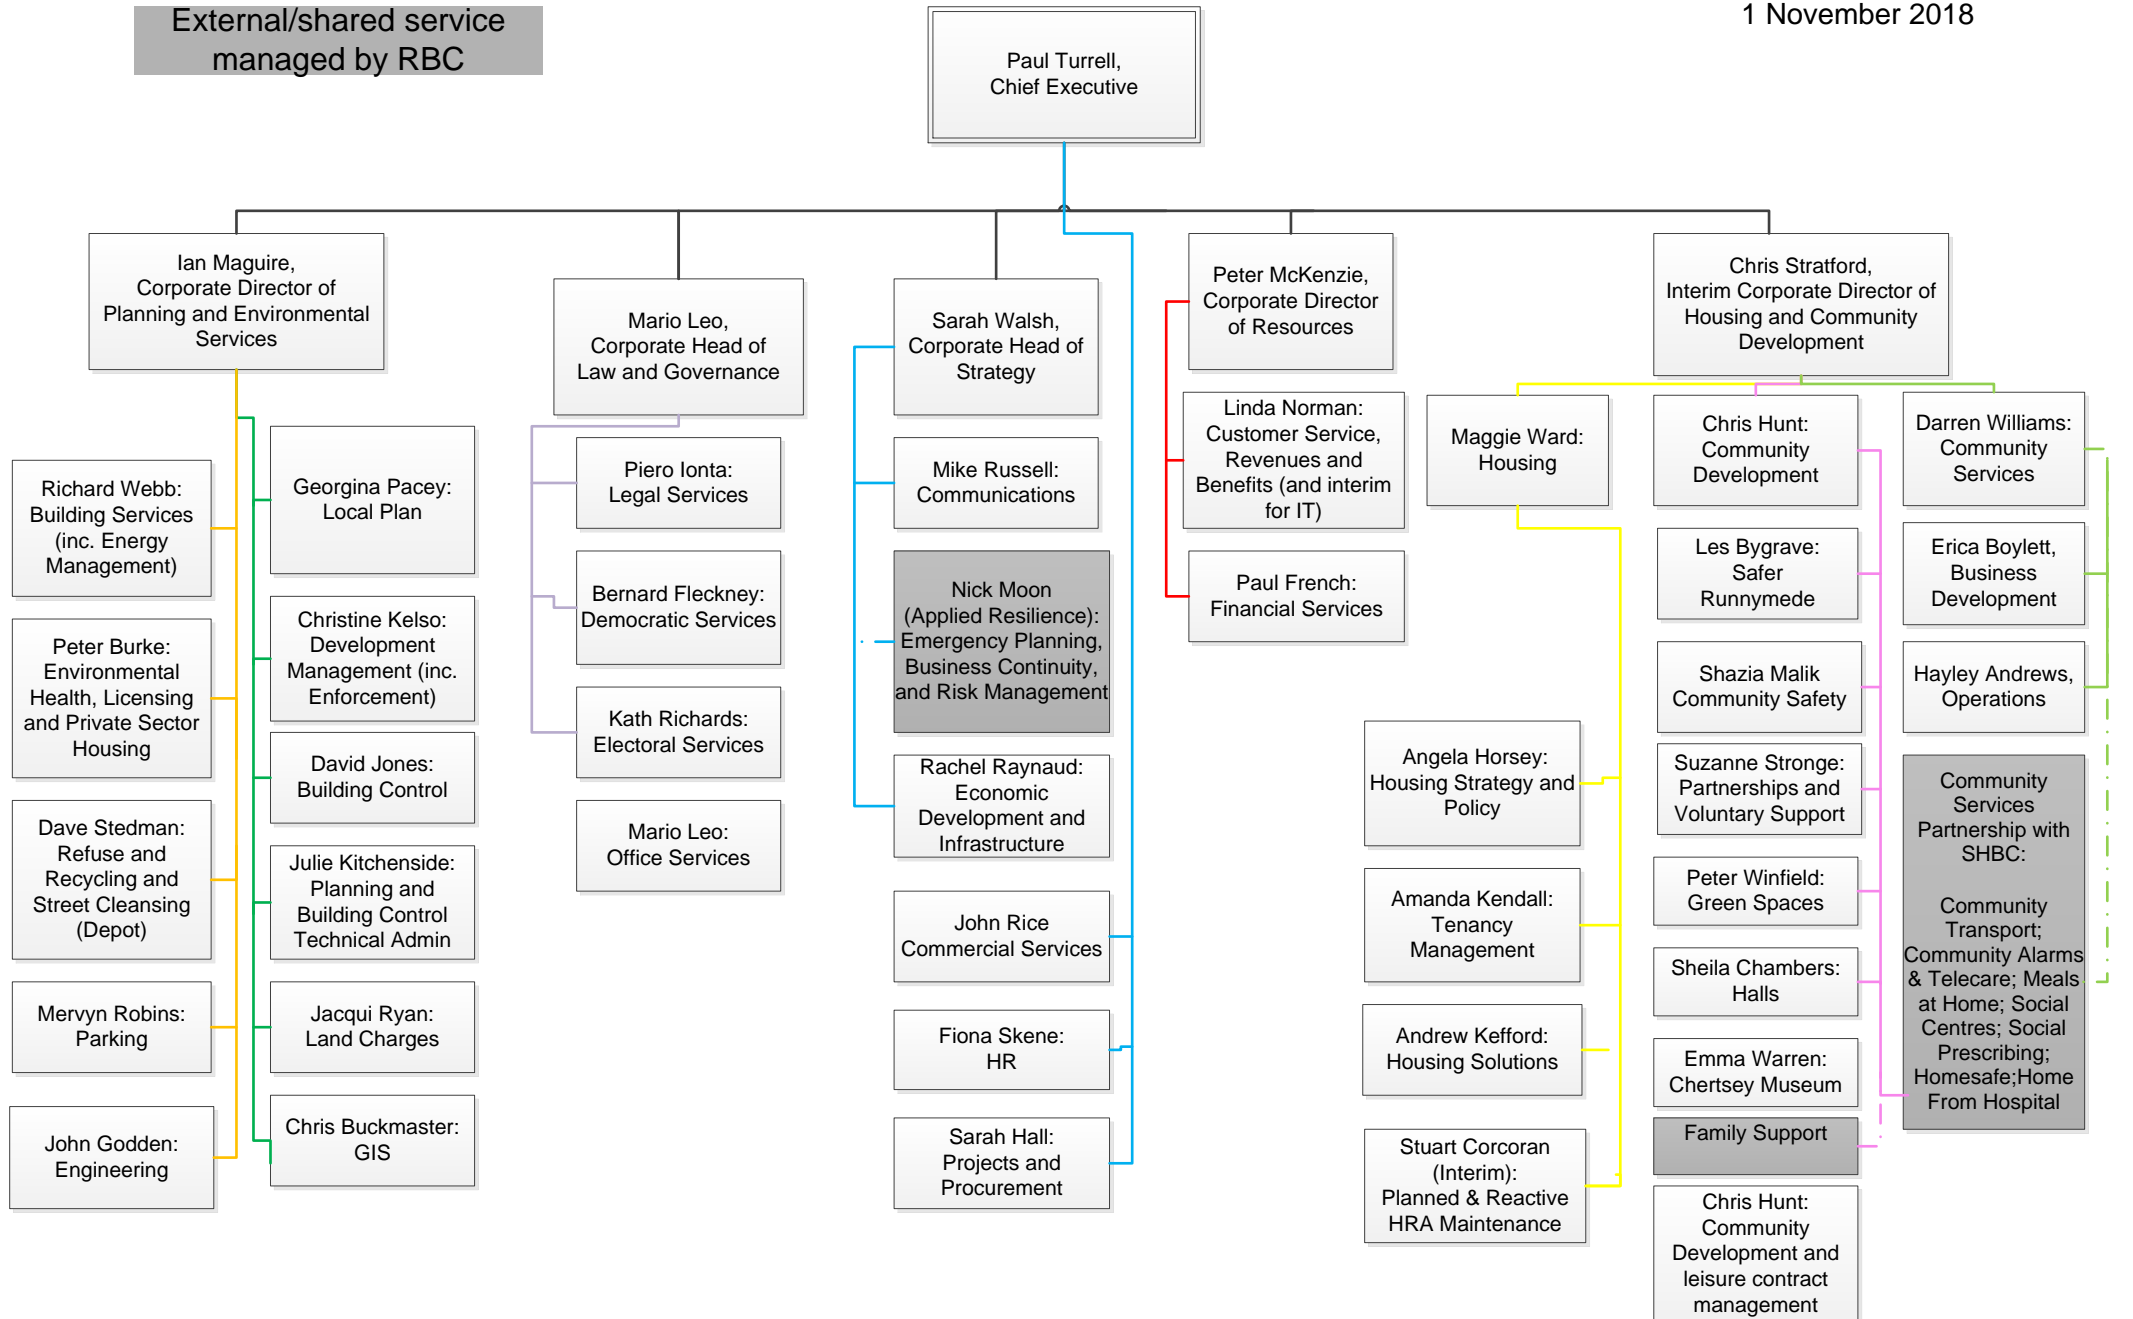 External/shared service
managed by RBC
1 November 2018
Paul Turrell,
Chief Executive
Ian Maguire,
Corporate Director of
Planning and Environmental
Services
Richard Webb:
Building Services
(inc. Energy
Management)
Peter Burke:
Environmental
Health, Licensing
and Private Sector
Housing
Dave Stedman:
Refuse and
Recycling and
Street Cleansing
(Depot)
Mervyn Robins:
Parking
John Godden:
Engineering
Georgina Pacey:
Local Plan
Christine Kelso:
Development
Management (inc.
Enforcement)
David Jones:
Building Control
Julie Kitchenside:
Planning and
Building Control
Technical Admin
Jacqui Ryan:
Land Charges
Chris Buckmaster:
GIS
Mario Leo,
Corporate Head of
Law and Governance
Piero Ionta:
Legal Services
Bernard Fleckney:
Democratic Services
Kath Richards:
Electoral Services
Mario Leo:
Office Services
Sarah Walsh,
Corporate Head of
Strategy
Mike Russell:
Communications
Nick Moon
(Applied Resilience):
Emergency Planning,
Business Continuity,
and Risk Management
Rachel Raynaud:
Economic
Development and
Infrastructure
John Rice
Commercial Services
Fiona Skene:
HR
Sarah Hall:
Projects and
Procurement
Peter McKenzie,
Corporate Director
of Resources
Linda Norman:
Customer Service,
Revenues and
Benefits (and interim
for IT)
Paul French:
Financial Services
Chris Stratford,
Interim Corporate Director of
Housing and Community
Development
Maggie Ward:
Housing
Angela Horsey:
Housing Strategy and
Policy
Amanda Kendall:
Tenancy
Management
Andrew Kefford:
Housing Solutions
Stuart Corcoran
(Interim):
Planned & Reactive
HRA Maintenance
Chris Hunt:
Community
Development
Les Bygrave:
Safer
Runnymede
Shazia Malik
Community Safety
Suzanne Stronge:
Partnerships and
Voluntary Support
Peter Winfield:
Green Spaces
Sheila Chambers:
Halls
Emma Warren:
Chertsey Museum
Family Support
Chris Hunt:
Community
Development and
leisure contract
management
Darren Williams:
Community
Services
Erica Boylett,
Business
Development
Hayley Andrews,
Operations
Community
Services
Partnership with
SHBC:
Community
Transport;
Community Alarms
& Telecare; Meals
at Home; Social
Centres; Social
Prescribing;
Homesafe;Home
From Hospital